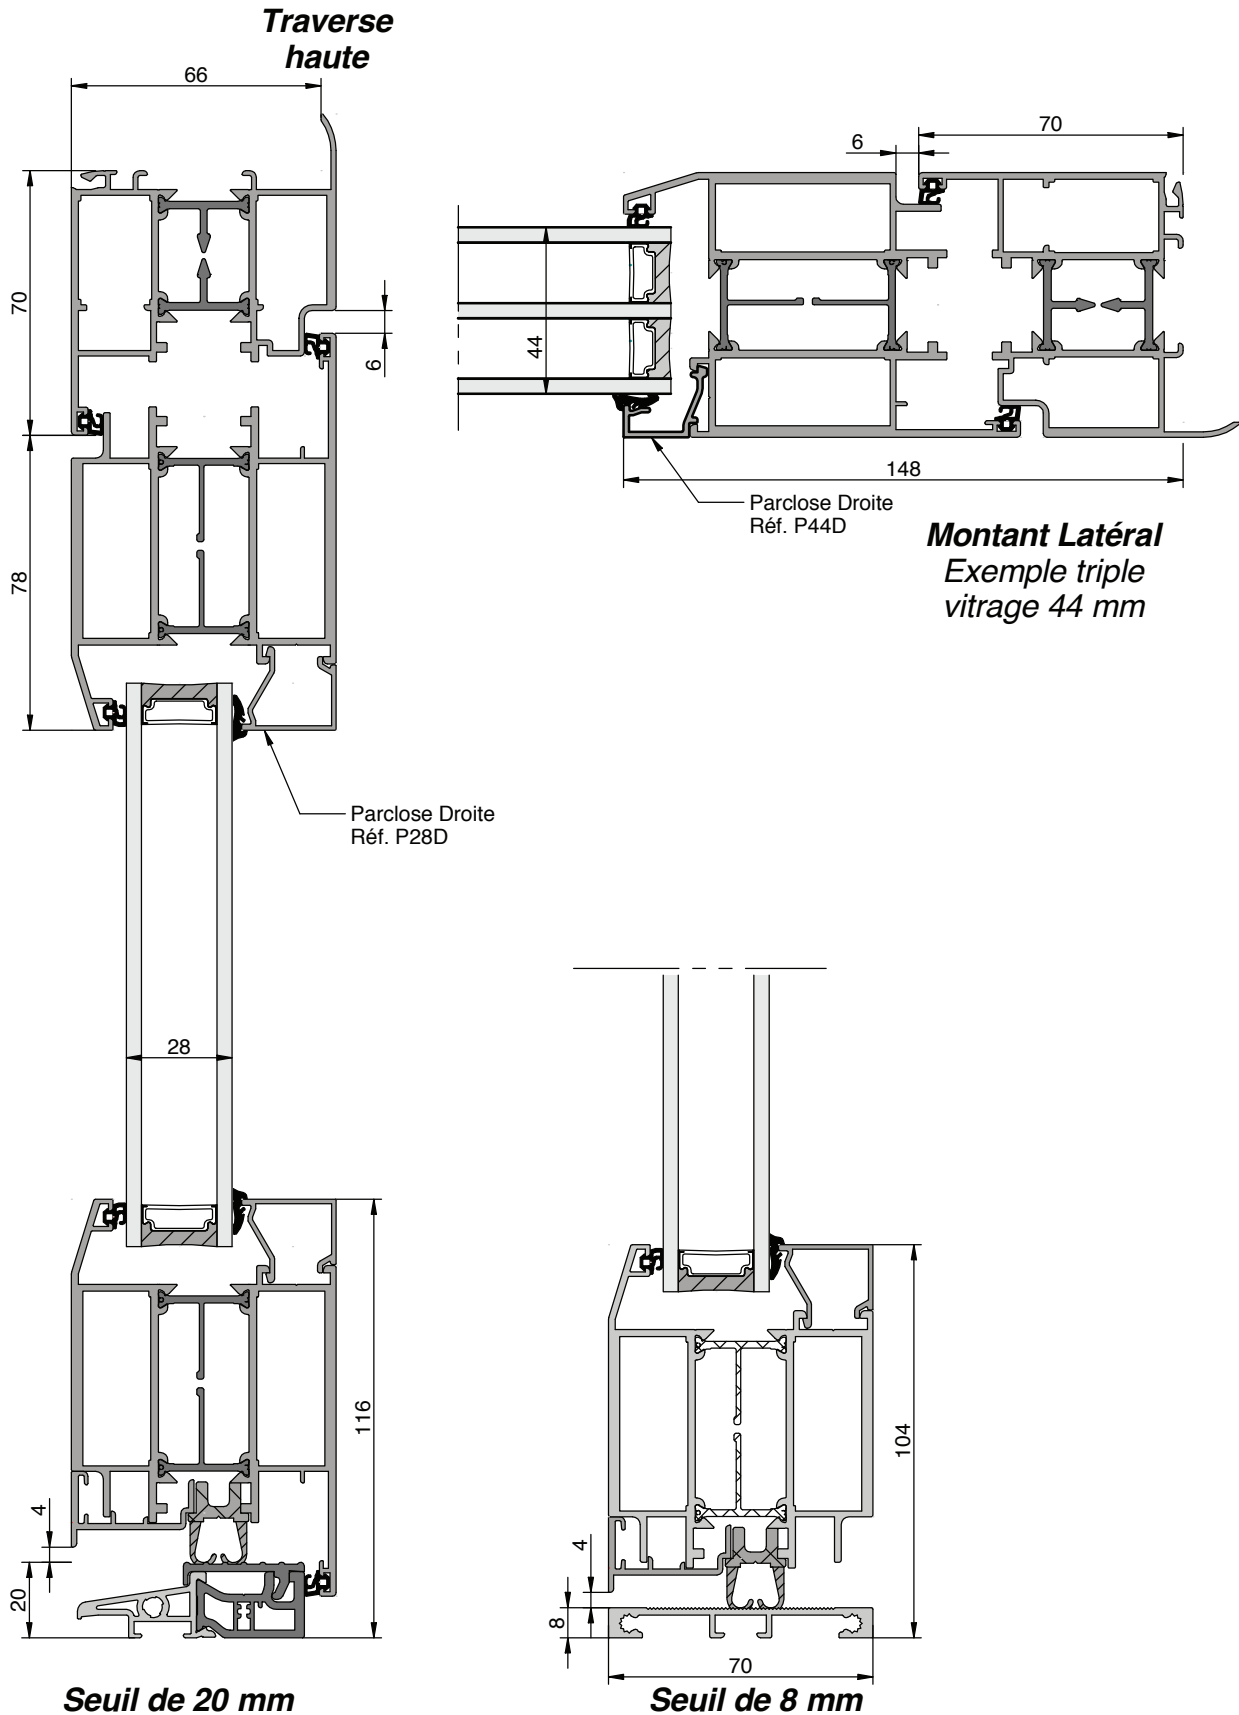 Traverse
haute
66
70
6
70
6
44
148
Parclose Droite
Réf. P44D
Montant Latéral
Exemple triple
vitrage 44 mm
78
Parclose Droite
Réf. P28D
28
116
4
20
104
4
8
70
Seuil de 20 mm
Seuil de 8 mm